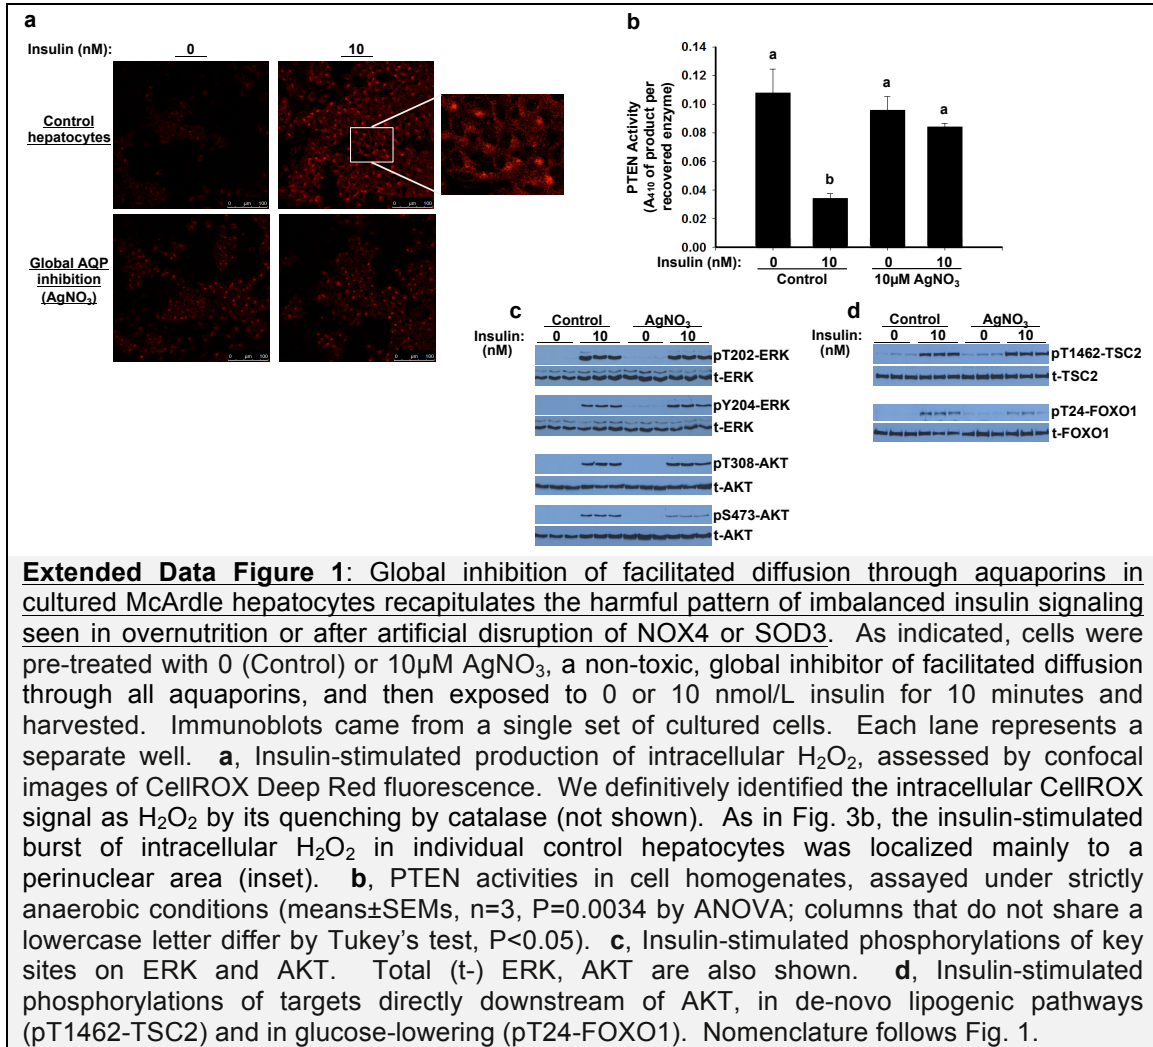 a
Insulin (nM):
0
10
Control
hepatocytes
0 µm 100
0 µm 100
Global AQP
inhibition
(AgNO₃)
0 µm 100
0 µm 100
b
PTEN Activity
(A₄₁₀ of product per
recovered enzyme)
0.14
0.12
0.10
0.08
0.06
0.04
0.02
0.00
a
b
a
a
Insulin (nM):
0
10
0
10
Control
10µM AgNO₃
c
Control
AgNO₃
Insulin:
(nM)
0
10
0
10
pT202-ERK
t-ERK
pY204-ERK
t-ERK
pT308-AKT
t-AKT
pS473-AKT
t-AKT
d
Control
AgNO₃
Insulin:
(nM)
0
10
0
10
pT1462-TSC2
t-TSC2
pT24-FOXO1
t-FOXO1
Extended Data Figure 1: Global inhibition of facilitated diffusion through aquaporins in
cultured McArdle hepatocytes recapitulates the harmful pattern of imbalanced insulin signaling
seen in overnutrition or after artificial disruption of NOX4 or SOD3. As indicated, cells were
pre-treated with 0 (Control) or 10µM AgNO₃, a non-toxic, global inhibitor of facilitated diffusion
through all aquaporins, and then exposed to 0 or 10 nmol/L insulin for 10 minutes and
harvested. Immunoblots came from a single set of cultured cells. Each lane represents a
separate well. a, Insulin-stimulated production of intracellular H₂O₂, assessed by confocal
images of CellROX Deep Red fluorescence. We definitively identified the intracellular CellROX
signal as H₂O₂ by its quenching by catalase (not shown). As in Fig. 3b, the insulin-stimulated
burst of intracellular H₂O₂ in individual control hepatocytes was localized mainly to a
perinuclear area (inset). b, PTEN activities in cell homogenates, assayed under strictly
anaerobic conditions (means±SEMs, n=3, P=0.0034 by ANOVA; columns that do not share a
lowercase letter differ by Tukey's test, P<0.05). c, Insulin-stimulated phosphorylations of key
sites on ERK and AKT. Total (t-) ERK, AKT are also shown. d, Insulin-stimulated
phosphorylations of targets directly downstream of AKT, in de-novo lipogenic pathways
(pT1462-TSC2) and in glucose-lowering (pT24-FOXO1). Nomenclature follows Fig. 1.